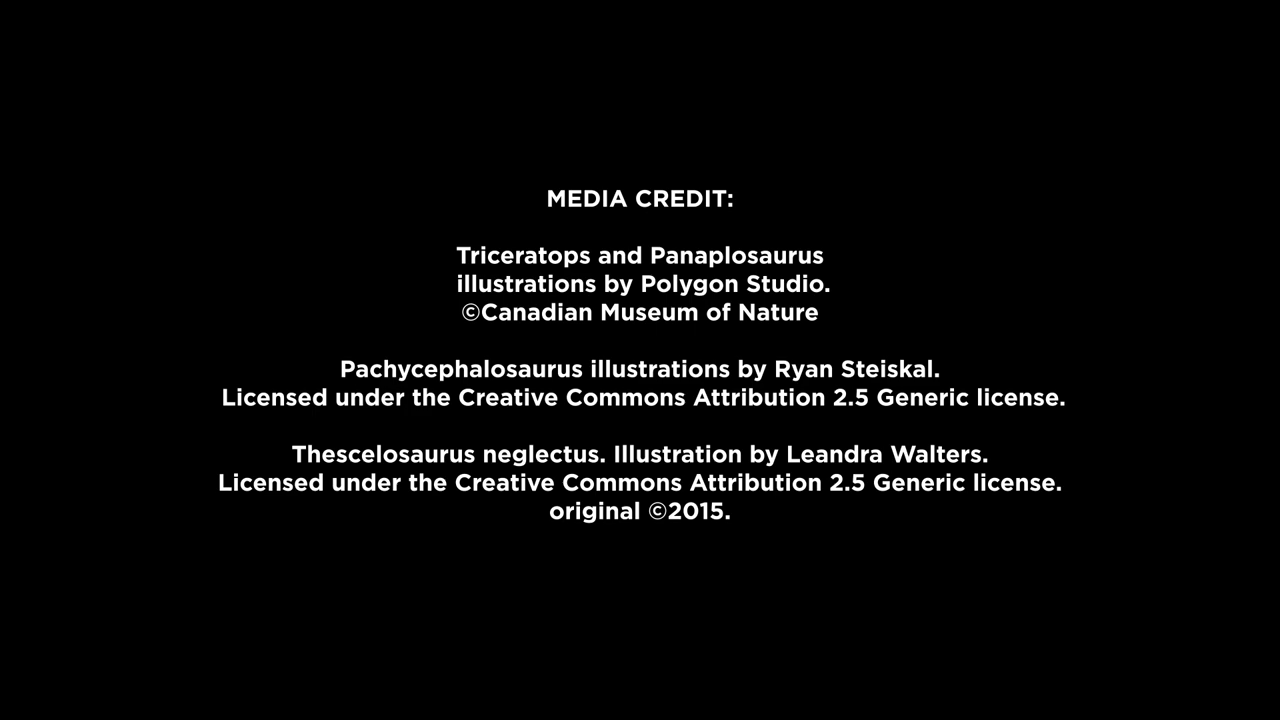 MEDIA CREDIT:
Triceratops and Panaplosaurus
illustrations by Polygon Studio.
©Canadian Museum of Nature
Pachycephalosaurus illustrations by Ryan Steiskal.
Licensed under the Creative Commons Attribution 2.5 Generic license.
Thescelosaurus neglectus. Illustration by Leandra Walters.
Licensed under the Creative Commons Attribution 2.5 Generic license.
original ©2015.